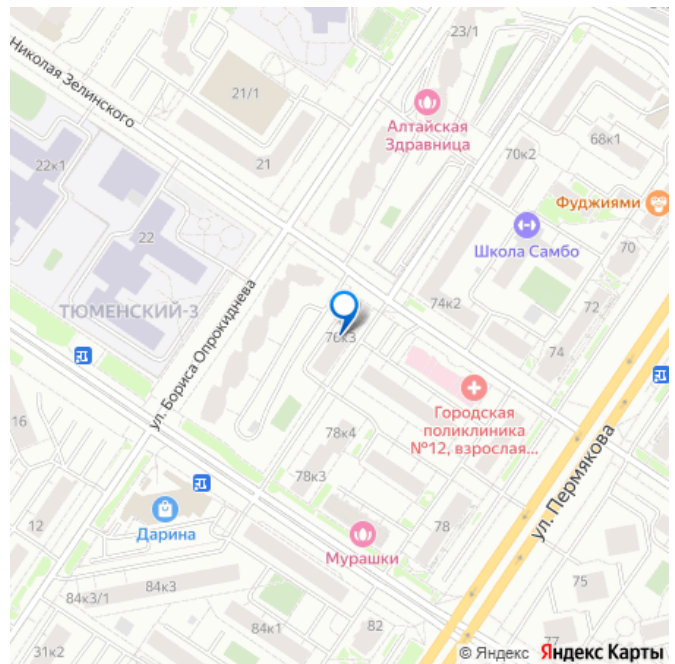 23/1
Николая Зелинского
21/1
Алтайская
Здравница
68к1
70к2
21
22к1
Фуджиями
Школа Самбо
22
70
ТЮМЕНСКИЙ-3
ул. Бориса Опрокиднева
74к2
72
76к3
74
Городская
поликлиника
№12, взрослая...
ул. Пермякова
16
78к4
78к3
12
Дарина
78
Мурашки
84к3
75
84к3/1
84к1
82
77
31к2
© Яндекс Яндекс Карты